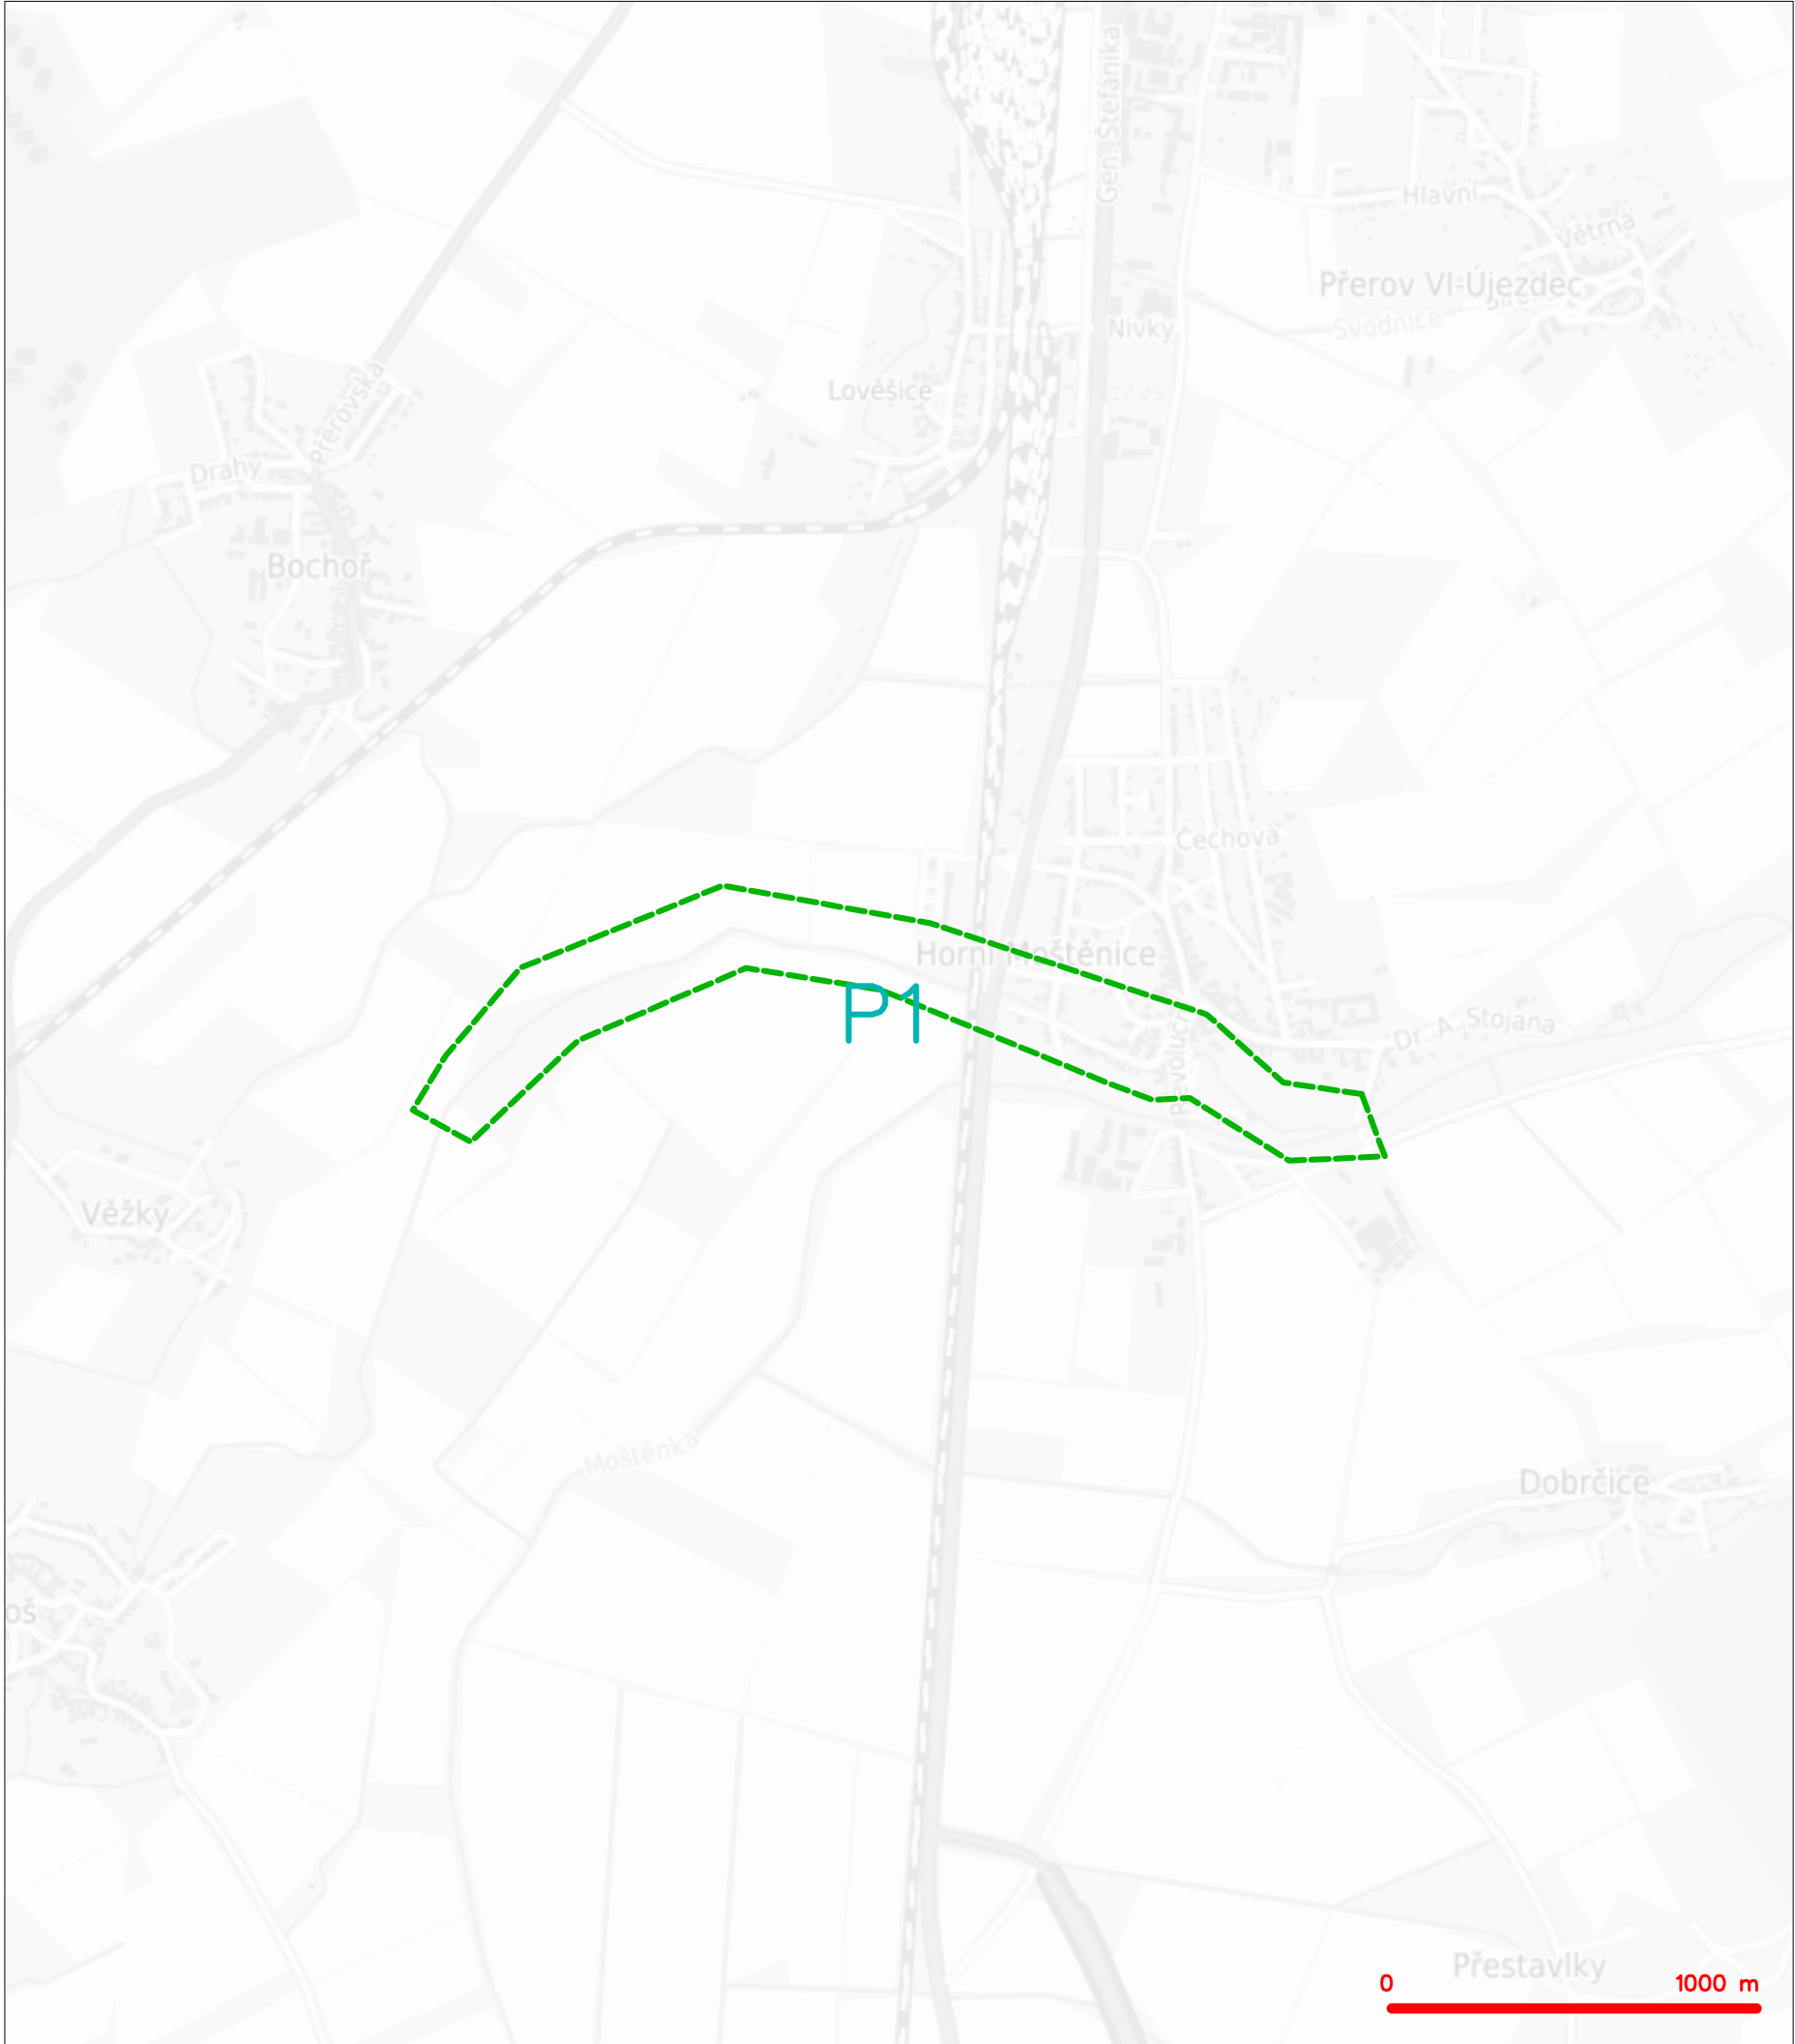 Gen. Štefánika
Hlavní
Větrná
Přerov VI-Újezdec
Svodnice
Nivky
Lověšice
Přerovská
Drahy
Bochoř
Čechova
Horní Moštěnice
P1
Dr. A. Stojana
Revoluční
Věžky
Moštěnka
Dobrčice
oš
Přestavlky
0 1000 m